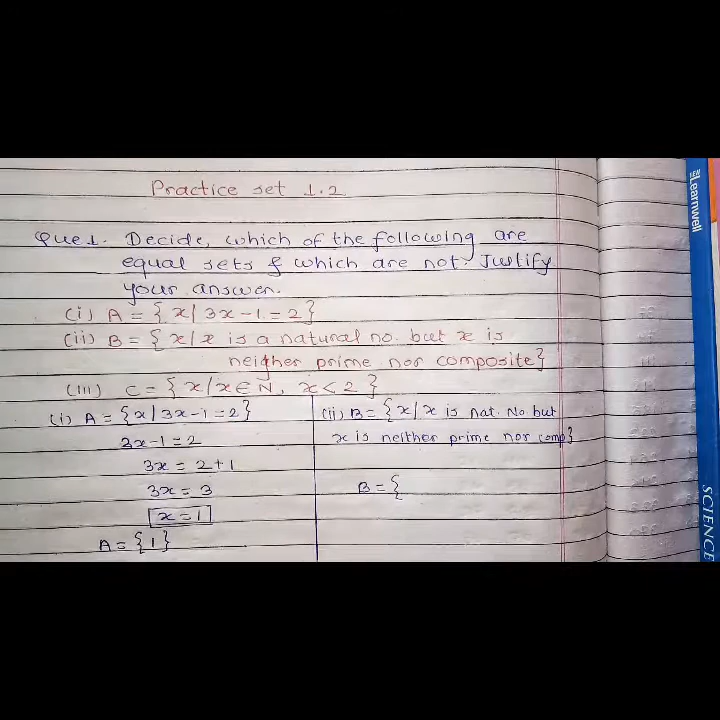 Practice set 1.2
Que 1. Decide, which of the following are
equal sets & which are not. Justify
your answer.
(i) A = {x | 3x-1 = 2}
(ii) B = {x/x is a natural no. but x is
neither prime nor composite}
(iii) C = {x/x ∈ N, x < 2}
(i) A = {x | 3x-1 = 2}
3x-1 = 2
3x = 2+1
3x = 3
x = 1
A = {1}
(ii) B = {x/x is nat. No but
x is neither prime nor comp}
B = {
Learnwell
SCIENCE